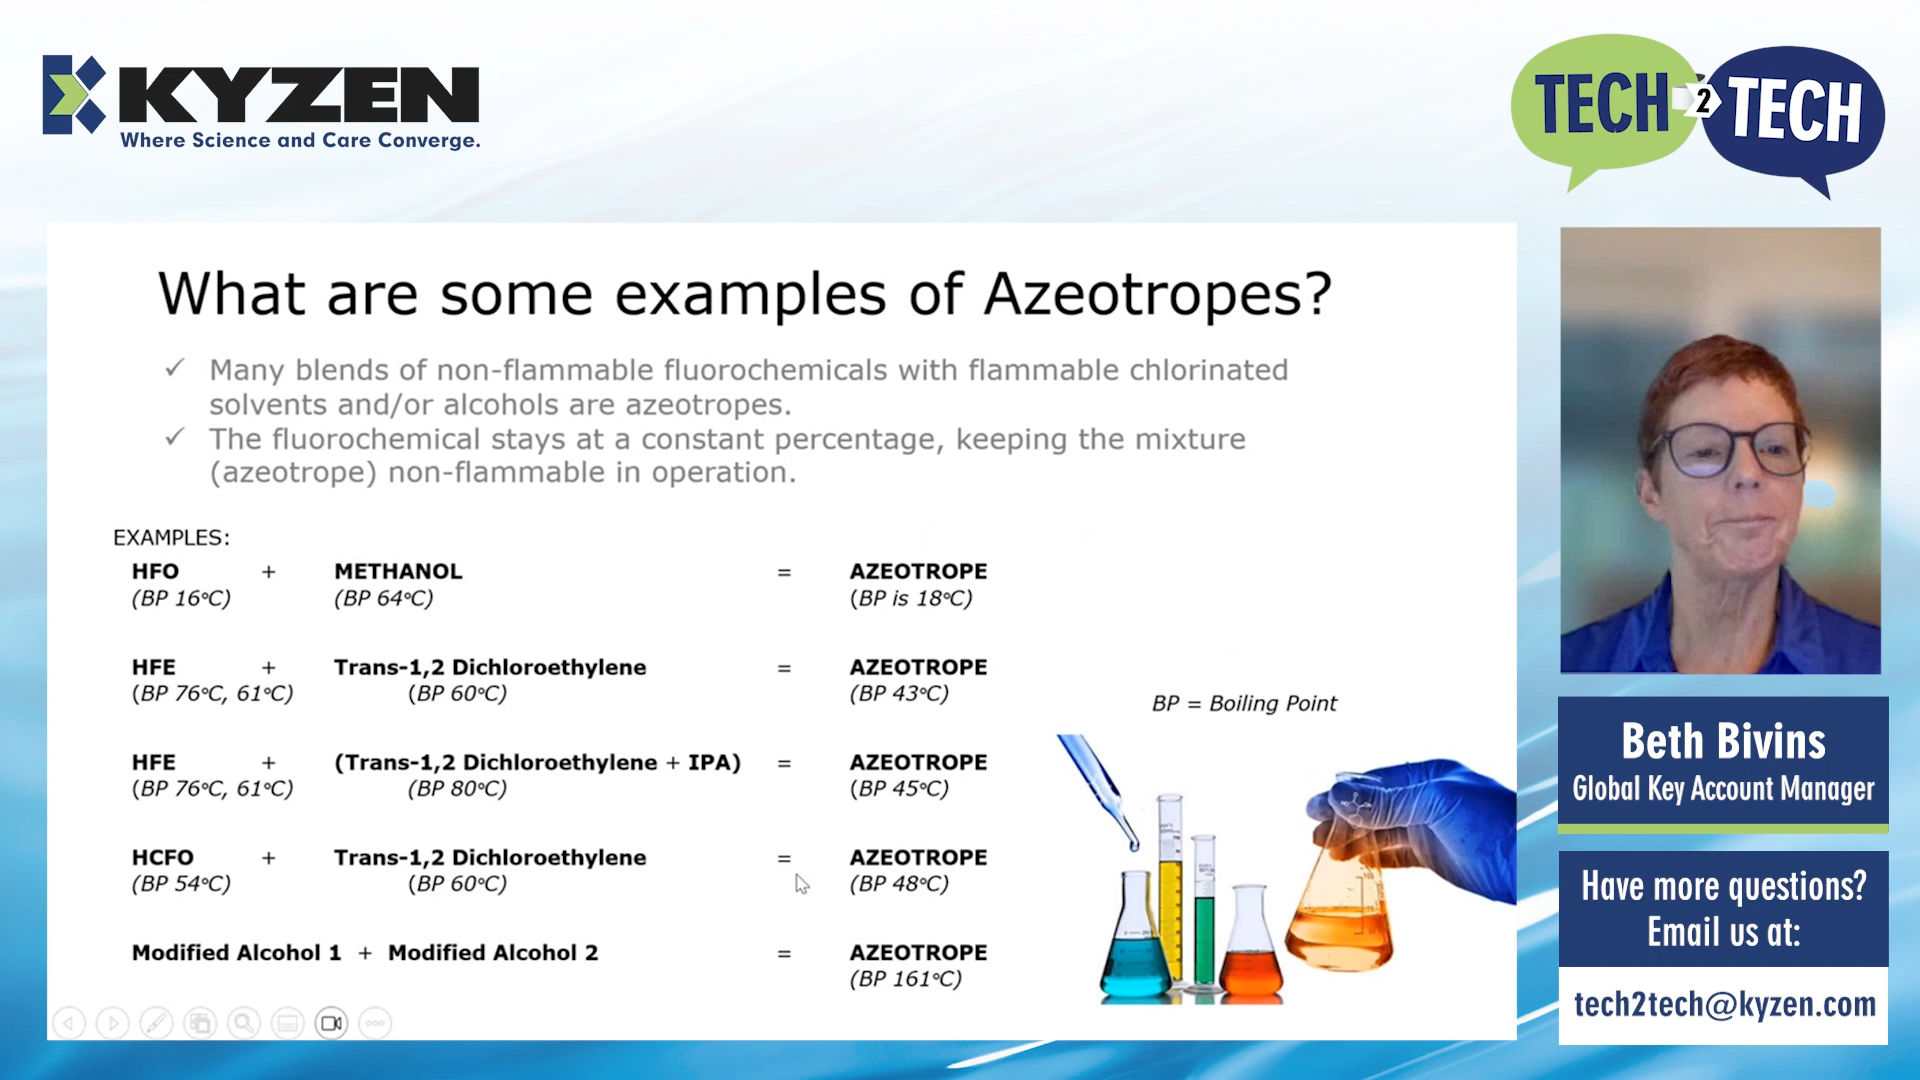 KYZEN
Where Science and Care Converge.
TECH 2 TECH
What are some examples of Azeotropes?
✓ Many blends of non-flammable fluorochemicals with flammable chlorinated
solvents and/or alcohols are azeotropes.
✓ The fluorochemical stays at a constant percentage, keeping the mixture
(azeotrope) non-flammable in operation.
EXAMPLES:
HFO + METHANOL = AZEOTROPE
(BP 16°C) (BP 64°C) (BP is 18°C)
HFE + Trans-1,2 Dichloroethylene = AZEOTROPE
(BP 76°C, 61°C) (BP 60°C) (BP 43°C)
BP = Boiling Point
HFE + (Trans-1,2 Dichloroethylene + IPA) = AZEOTROPE
(BP 76°C, 61°C) (BP 80°C) (BP 45°C)
HCFO + Trans-1,2 Dichloroethylene = AZEOTROPE
(BP 54°C) (BP 60°C) (BP 48°C)
Modified Alcohol 1 + Modified Alcohol 2 = AZEOTROPE
(BP 161°C)
Beth Bivins
Global Key Account Manager
Have more questions?
Email us at:
tech2tech@kyzen.com